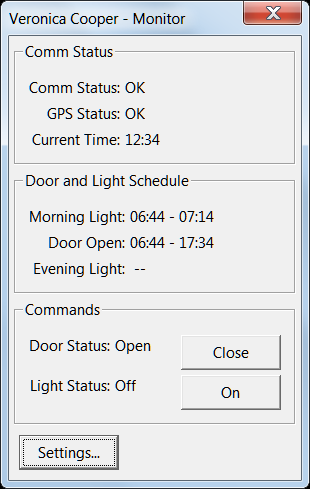 Veronica Cooper - Monitor
Comm Status
Comm Status: OK
GPS Status: OK
Current Time: 12:34
Door and Light Schedule
Morning Light: 06:44 - 07:14
Door Open: 06:44 - 17:34
Evening Light: --
Commands
Door Status: Open Close
Light Status: Off On
Settings...